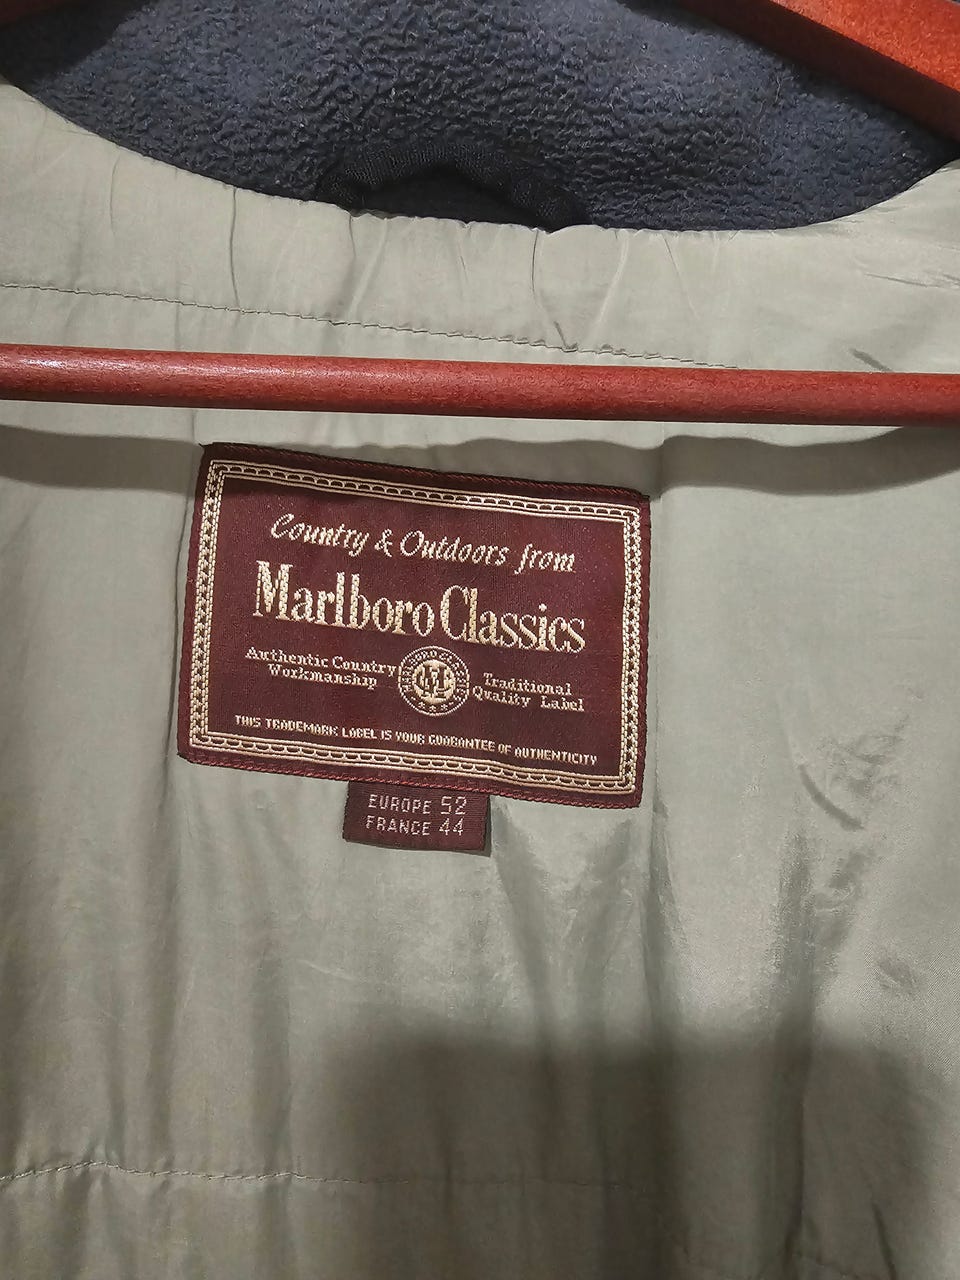 Country & Outdoors from
Marlboro Classics
Authentic Country
Workmanship
Traditional
Quality Label
THIS TRADEMARK LABEL IS YOUR GUARANTEE OF AUTHENTICITY
EUROPE 52
FRANCE 44